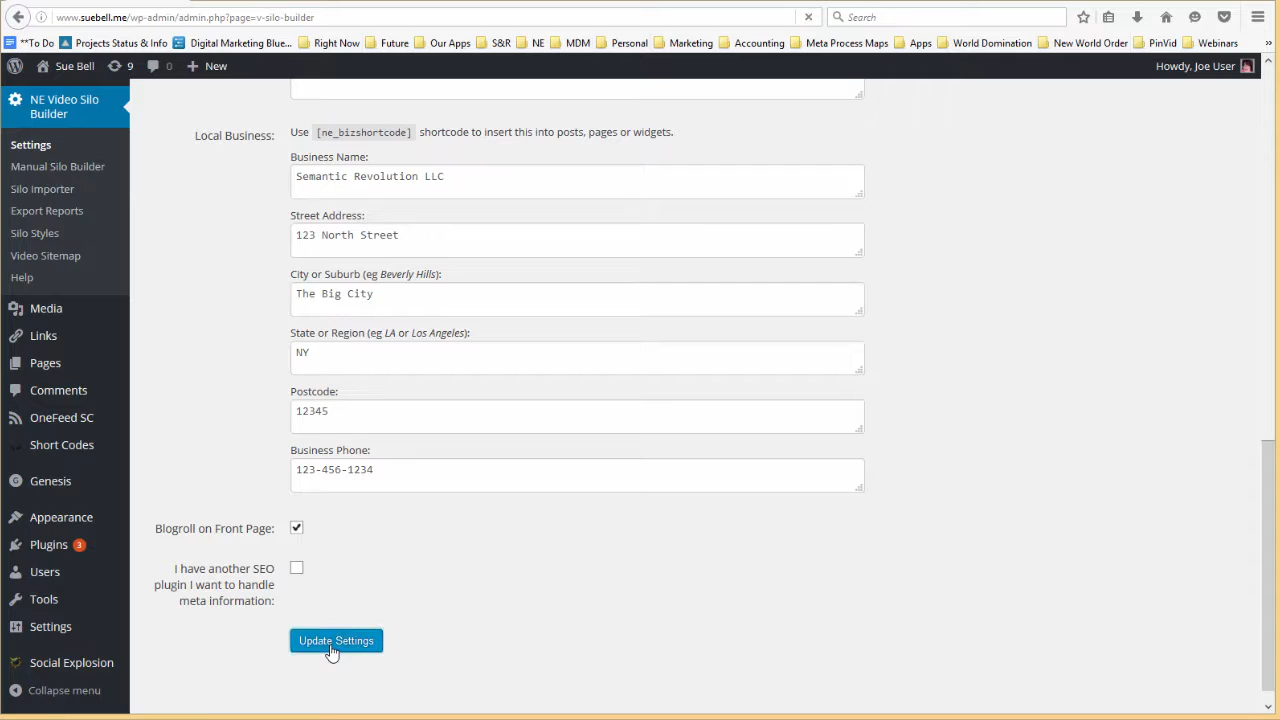 www.suebell.me/wp-admin/admin.php?page=v-silo-builder
Search
**To Do
Projects Status & Info
Digital Marketing Blue...
Right Now
Future
Our Apps
S&R
NE
MDM
Personal
Marketing
Accounting
Meta Process Maps
Apps
World Domination
New World Order
PinVid
Webinars
Sue Bell
9
0
New
Howdy, Joe User
NE Video Silo
Builder
Settings
Manual Silo Builder
Silo Importer
Export Reports
Silo Styles
Video Sitemap
Help
Media
Links
Pages
Comments
OneFeed SC
Short Codes
Genesis
Appearance
Plugins 3
Users
Tools
Settings
Social Explosion
Collapse menu
Local Business:
Use [ne_bizshortcode] shortcode to insert this into posts, pages or widgets.
Business Name:
Semantic Revolution LLC
Street Address:
123 North Street
City or Suburb (eg Beverly Hills):
The Big City
State or Region (eg LA or Los Angeles):
NY
Postcode:
12345
Business Phone:
123-456-1234
Blogroll on Front Page:
I have another SEO
plugin I want to handle
meta information:
Update Settings